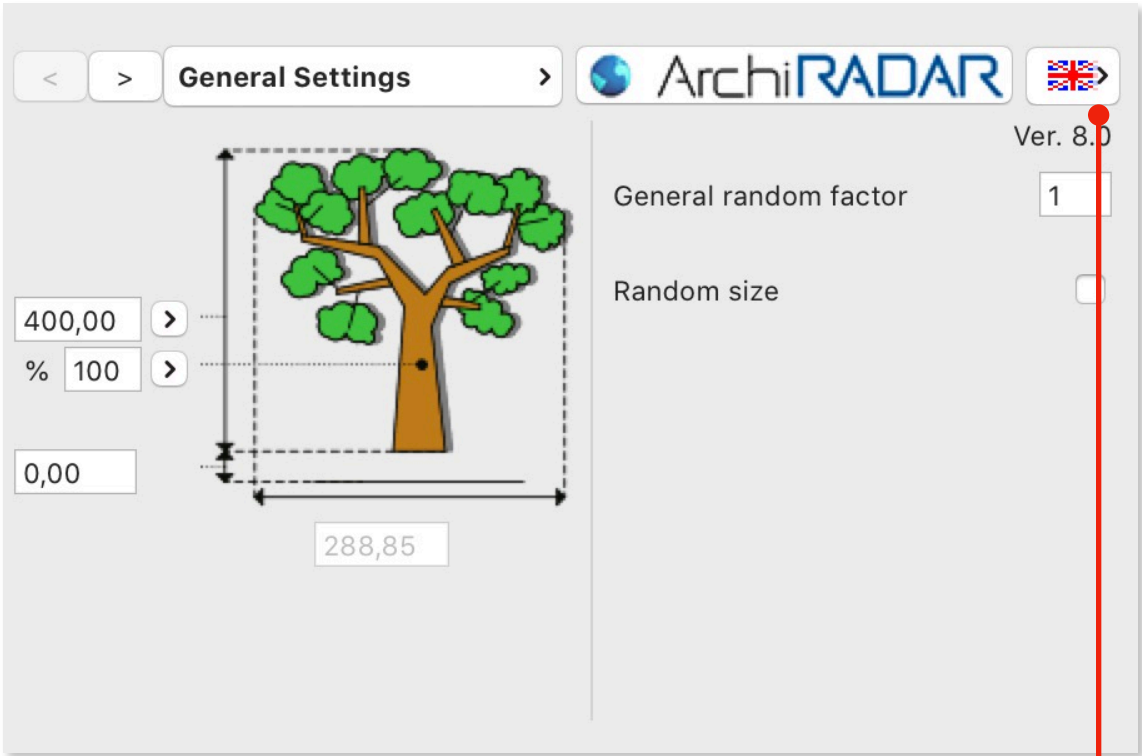 < > General Settings > ArchiRADAR >
Ver. 8.0
General random factor 1
Random size
400,00 >
% 100 >
0,00
288,85